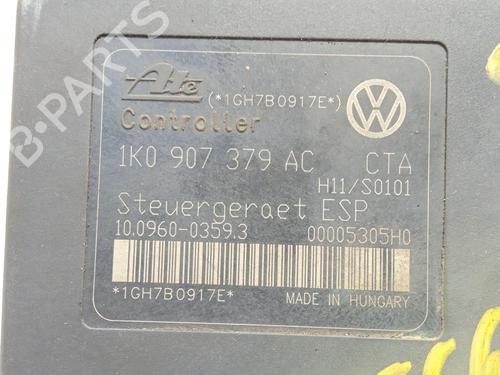 B-PARTS
Ate (*1GH7B0917E*)
Controller
1K0 907 379 AC CTA
H11/S0101
Steuergeraet ESP
10.0960-0359.3 00005305H0
*1GH7B0917E* MADE IN HUNGARY